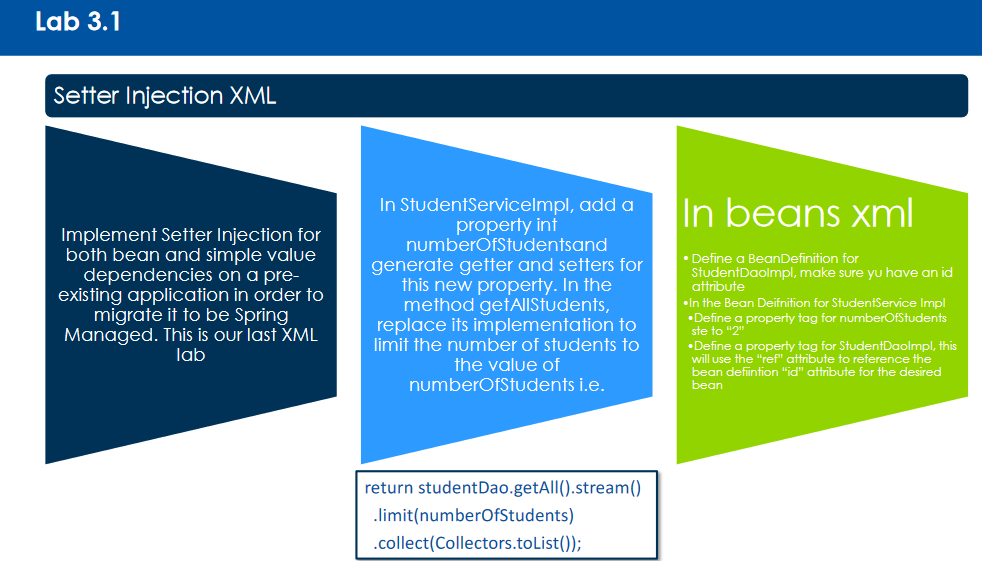 Lab 3.1
Setter Injection XML
Implement Setter Injection for
both bean and simple value
dependencies on a pre-
existing application in order to
migrate it to be Spring
Managed. This is our last XML
lab
In StudentServiceImpl, add a
property int
numberOfStudentsand
generate getter and setters for
this new property. In the
method getAllStudents,
replace its implementation to
limit the number of students to
the value of
numberOfStudents i.e.
return studentDao.getAll().stream()
.limit(numberOfStudents)
.collect(Collectors.toList());
In beans xml
• Define a BeanDefinition for
StudentDaoImpl, make sure yu have an id
attribute
•In the Bean Deifnition for StudentService Impl
•Define a property tag for numberOfStudents
ste to “2”
•Define a property tag for StudentDaoImpl, this
will use the “ref” attribute to reference the
bean defiintion “id” attribute for the desired
bean